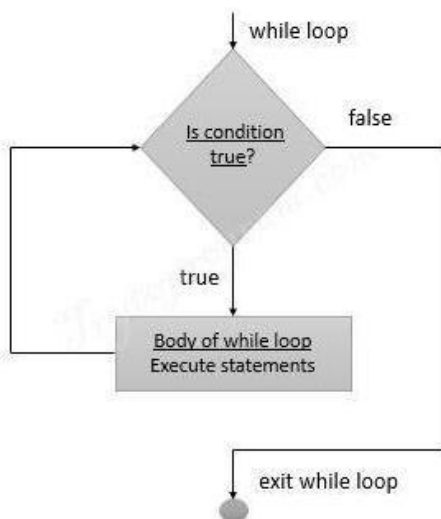 while loop
Is condition
true?
false
true
Body of while loop
Execute statements
exit while loop